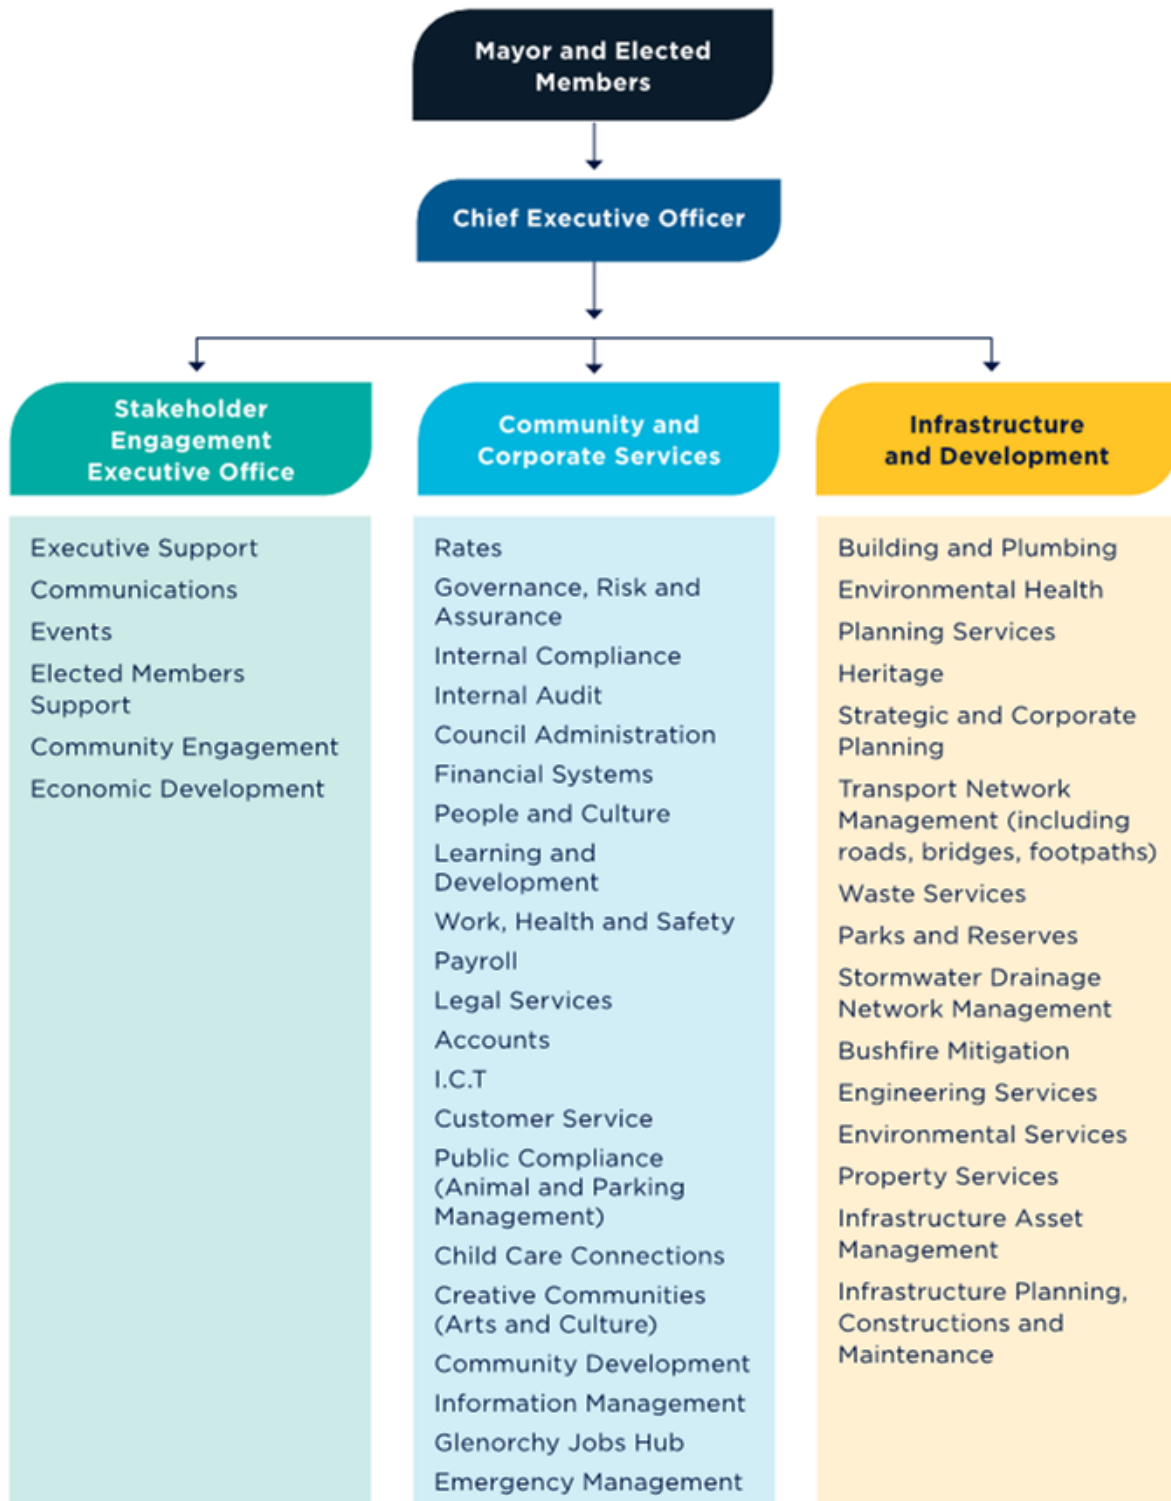 Mayor and Elected
Members
Chief Executive Officer
Stakeholder
Engagement
Executive Office
Executive Support
Communications
Events
Elected Members
Support
Community Engagement
Economic Development
Community and
Corporate Services
Rates
Governance, Risk and
Assurance
Internal Compliance
Internal Audit
Council Administration
Financial Systems
People and Culture
Learning and
Development
Work, Health and Safety
Payroll
Legal Services
Accounts
I.C.T
Customer Service
Public Compliance
(Animal and Parking
Management)
Child Care Connections
Creative Communities
(Arts and Culture)
Community Development
Information Management
Glenorchy Jobs Hub
Emergency Management
Infrastructure
and Development
Building and Plumbing
Environmental Health
Planning Services
Heritage
Strategic and Corporate
Planning
Transport Network
Management (including
roads, bridges, footpaths)
Waste Services
Parks and Reserves
Stormwater Drainage
Network Management
Bushfire Mitigation
Engineering Services
Environmental Services
Property Services
Infrastructure Asset
Management
Infrastructure Planning,
Constructions and
Maintenance